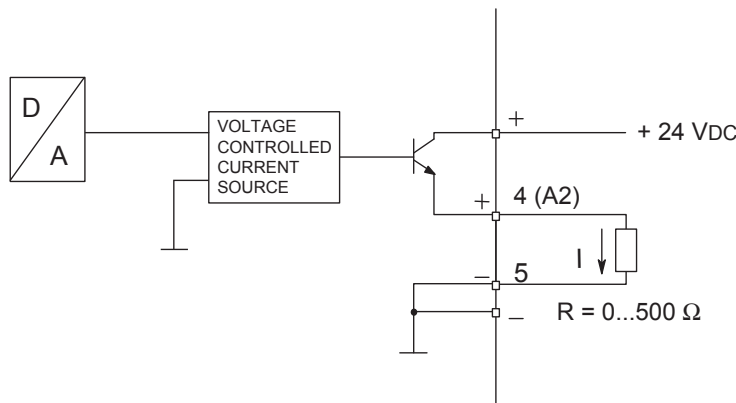 D
A
VOLTAGE
CONTROLLED
CURRENT
SOURCE
+
+ 24 VDC
+
4 (A2)
I
–
5
–
R = 0...500 Ω